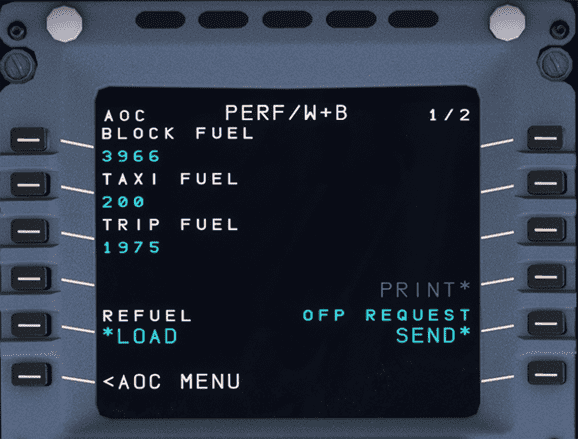 AOC PERF/W+B 1/2
BLOCK FUEL
3966
TAXI FUEL
200
TRIP FUEL
1975
PRINT*
REFUEL OFP REQUEST
*LOAD SEND*
<AOC MENU